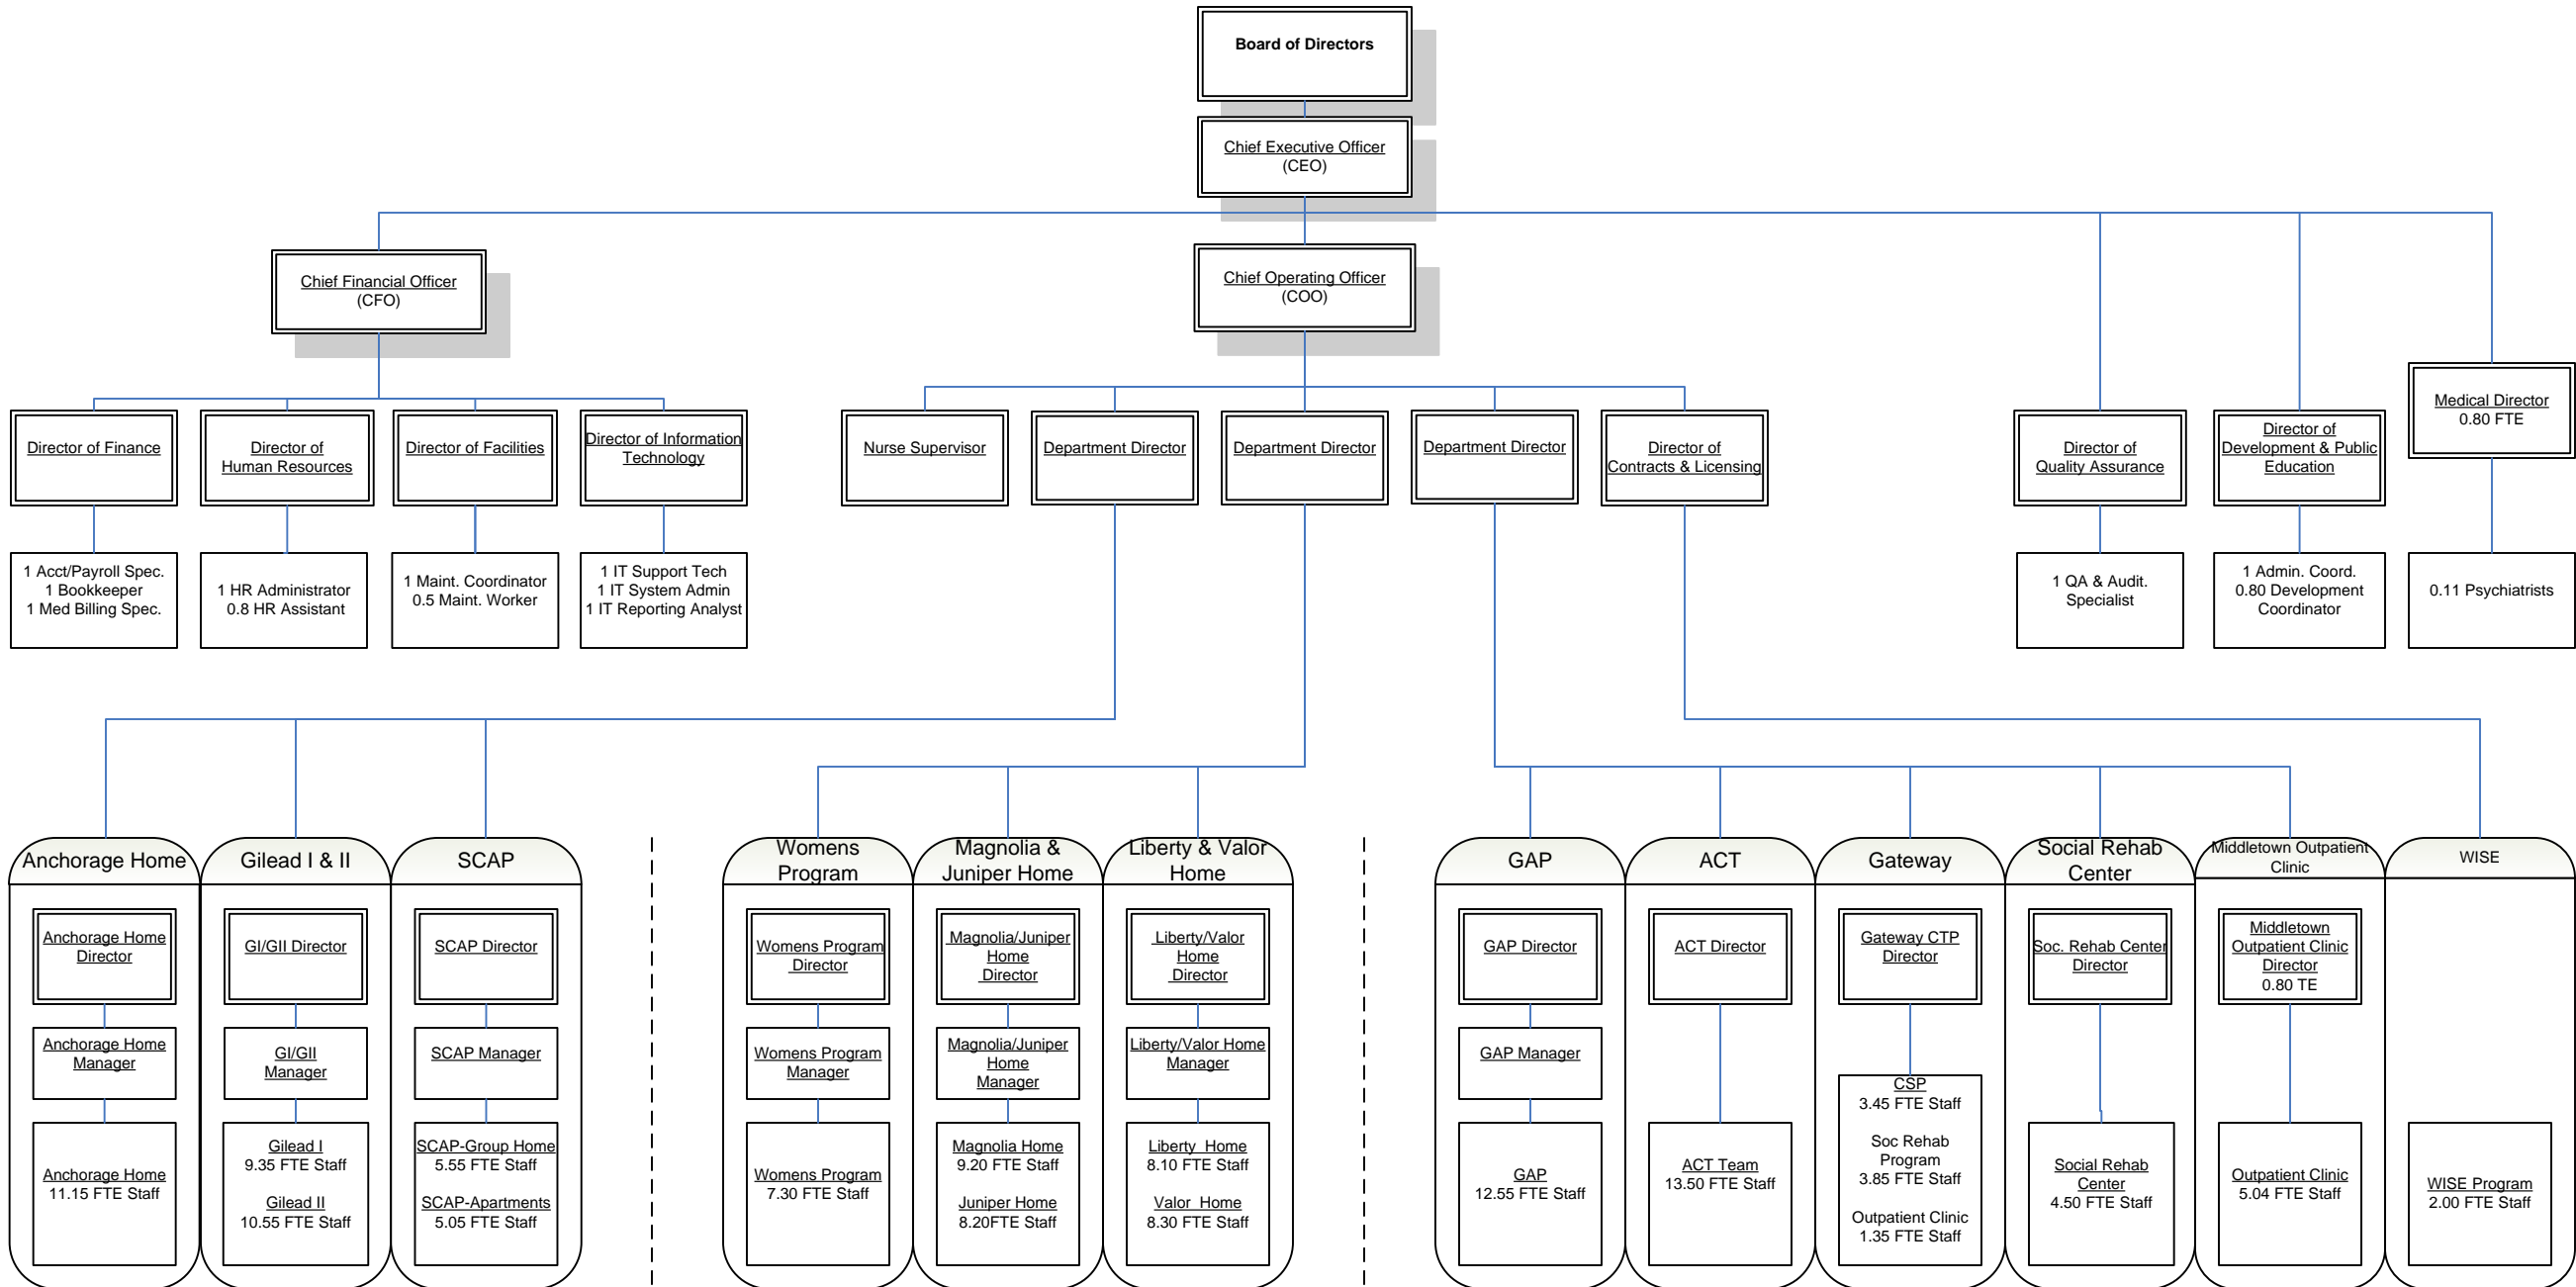 Board of Directors
Chief Executive Officer
(CEO)
Chief Financial Officer
(CFO)
Chief Operating Officer
(COO)
Medical Director
0.80 FTE
Director of Finance
Director of
Human Resources
Director of Facilities
Director of Information
Technology
Nurse Supervisor
Department Director
Department Director
Department Director
Director of
Contracts & Licensing
Director of
Quality Assurance
Director of
Development & Public
Education
1 Acct/Payroll Spec.
1 Bookkeeper
1 Med Billing Spec.
1 HR Administrator
0.8 HR Assistant
1 Maint. Coordinator
0.5 Maint. Worker
1 IT Support Tech
1 IT System Admin
1 IT Reporting Analyst
1 QA & Audit.
Specialist
1 Admin. Coord.
0.80 Development
Coordinator
0.11 Psychiatrists
Anchorage Home
Gilead I & II
SCAP
Womens
Program
Magnolia &
Juniper Home
Liberty & Valor
Home
GAP
ACT
Gateway
Social Rehab
Center
Middletown Outpatient
Clinic
WISE
Anchorage Home
Director
GI/GII Director
SCAP Director
Womens Program
Director
Magnolia/Juniper
Home
Director
Liberty/Valor
Home
Director
GAP Director
ACT Director
Gateway CTP
Director
Soc. Rehab Center
Director
Middletown
Outpatient Clinic
Director
0.80 TE
Anchorage Home
Manager
GI/GII
Manager
SCAP Manager
Womens Program
Manager
Magnolia/Juniper
Home
Manager
Liberty/Valor Home
Manager
GAP Manager
Anchorage Home
11.15 FTE Staff
Gilead I
9.35 FTE Staff
Gilead II
10.55 FTE Staff
SCAP-Group Home
5.55 FTE Staff
SCAP-Apartments
5.05 FTE Staff
Womens Program
7.30 FTE Staff
Magnolia Home
9.20 FTE Staff
Juniper Home
8.20FTE Staff
Liberty Home
8.10 FTE Staff
Valor Home
8.30 FTE Staff
GAP
12.55 FTE Staff
ACT Team
13.50 FTE Staff
CSP
3.45 FTE Staff
Soc Rehab
Program
3.85 FTE Staff
Outpatient Clinic
1.35 FTE Staff
Social Rehab
Center
4.50 FTE Staff
Outpatient Clinic
5.04 FTE Staff
WISE Program
2.00 FTE Staff